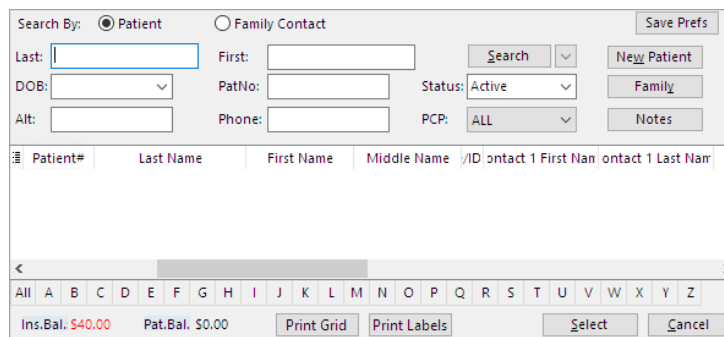 Search By: Patient Family Contact Save Prefs
Last: First: Search New Patient
DOB: PatNo: Status: Active Family
Alt: Phone: PCP: ALL Notes
Patient# Last Name First Name Middle Name /ID ontact 1 First Nam ontact 1 Last Nam
All A B C D E F G H I J K L M N O P Q R S T U V W X Y Z
Ins.Bal. $40.00 Pat.Bal. $0.00 Print Grid Print Labels Select Cancel